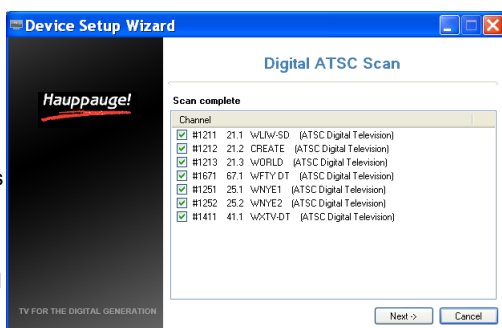 Device Setup Wizard
Digital ATSC Scan
Hauppauge!
Scan complete
Channel
#1211 21.1 WLIW-SD (ATSC Digital Television)
#1212 21.2 CREATE (ATSC Digital Television)
#1213 21.3 WORLD (ATSC Digital Television)
#1671 67.1 WFTY DT (ATSC Digital Television)
#1251 25.1 WNYE1 (ATSC Digital Television)
#1252 25.2 WNYE2 (ATSC Digital Television)
#1411 41.1 WXTV-DT (ATSC Digital Television)
TV FOR THE DIGITAL GENERATION
Next -> Cancel